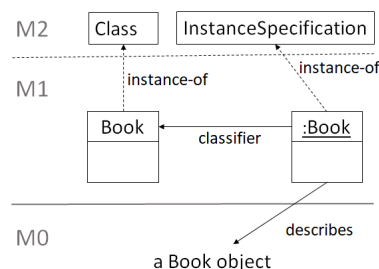 M2
Class
InstanceSpecification
instance-of
instance-of
M1
Book
:Book
classifier
describes
M0
a Book object